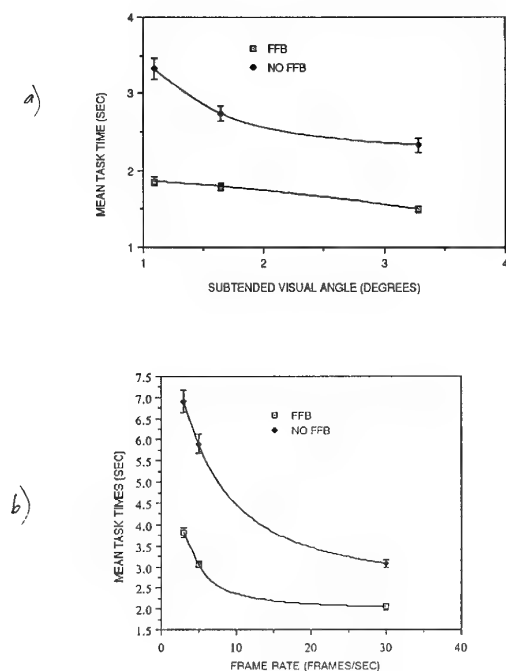 a)
4
3
2
1
MEAN TASK TIME (SEC)
FFB
NO FFB
1 2 3 4
SUBTENDED VISUAL ANGLE (DEGREES)
b)
7.5
7.0
6.5
6.0
5.5
5.0
4.5
4.0
3.5
3.0
2.5
2.0
1.5
MEAN TASK TIMES (SEC)
FFB
NO FFB
0 10 20 30 40
FRAME RATE (FRAMES/SEC)